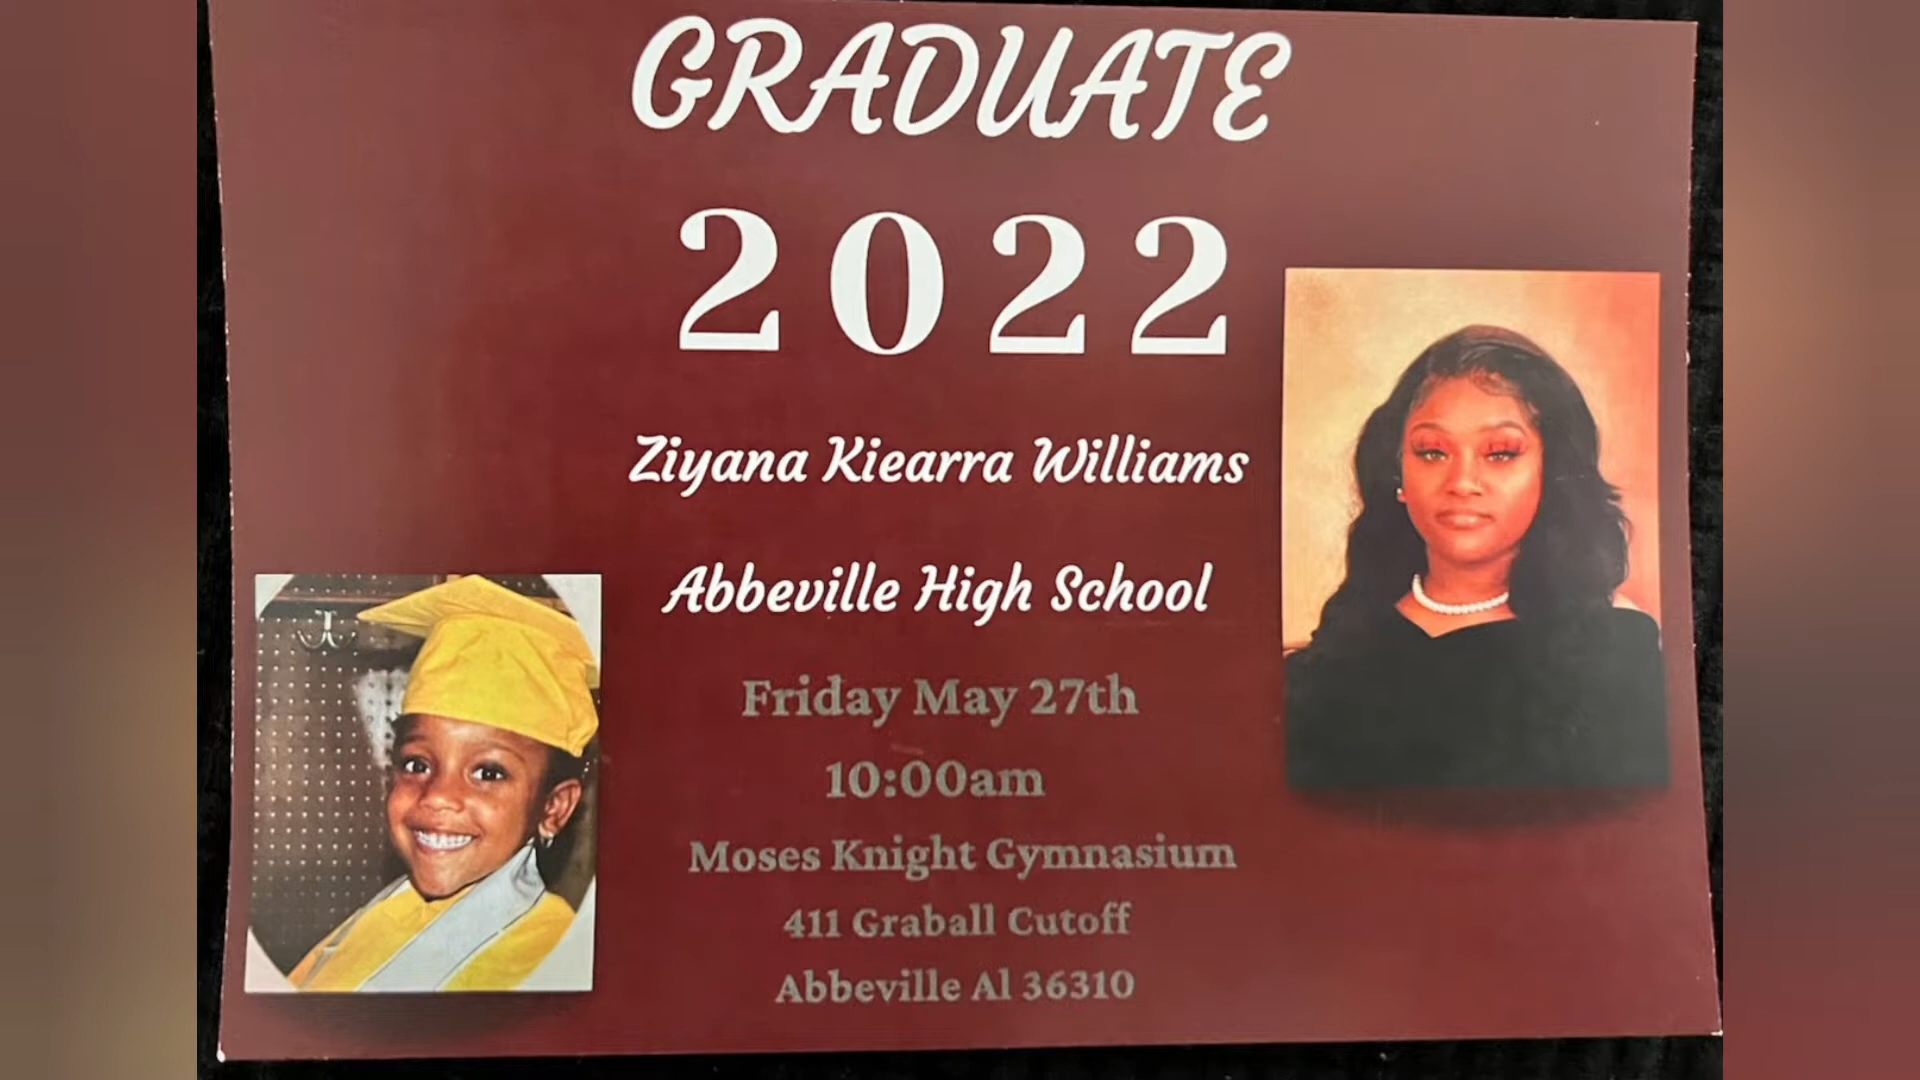 GRADUATE
2022
Ziyana Kiearra Williams
Abbeville High School
Friday May 27th
10:00am
Moses Knight Gymnasium
411 Graball Cutoff
Abbeville Al 36310